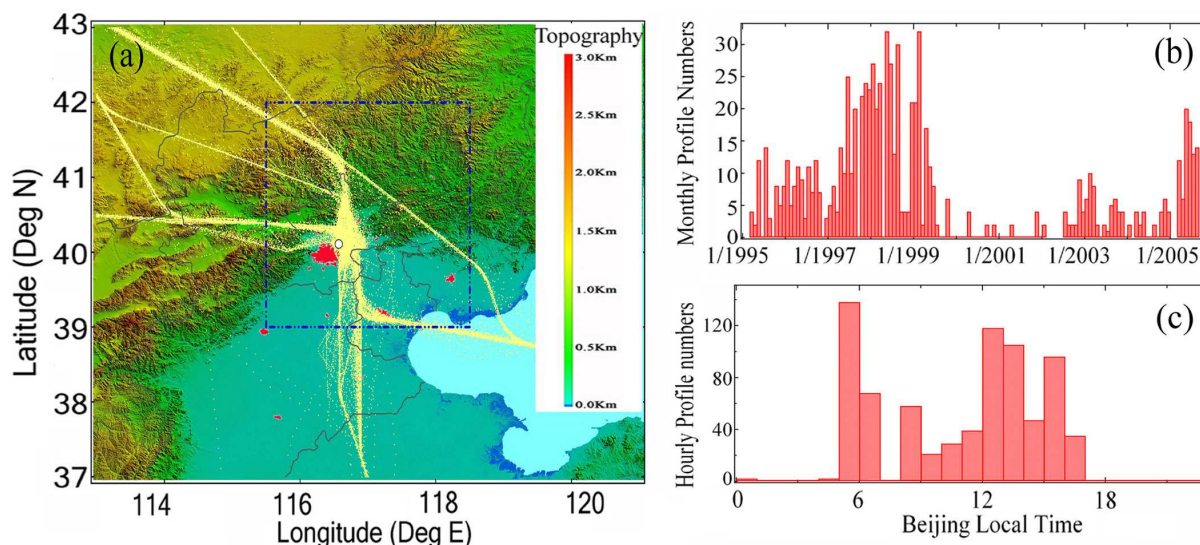 (a)
Topography
3.0Km
2.5Km
2.0Km
1.5Km
1.0Km
0.5Km
0.0Km
43
42
41
40
39
38
37
Latitude (Deg N)
114
116
118
120
Longitude (Deg E)
(b)
Monthly Profile Numbers
30
25
20
15
10
5
0
1/1995
1/1997
1/1999
1/2001
1/2003
1/2005
(c)
Hourly Profile numbers
120
80
40
0
0
6
12
18
Beijing Local Time